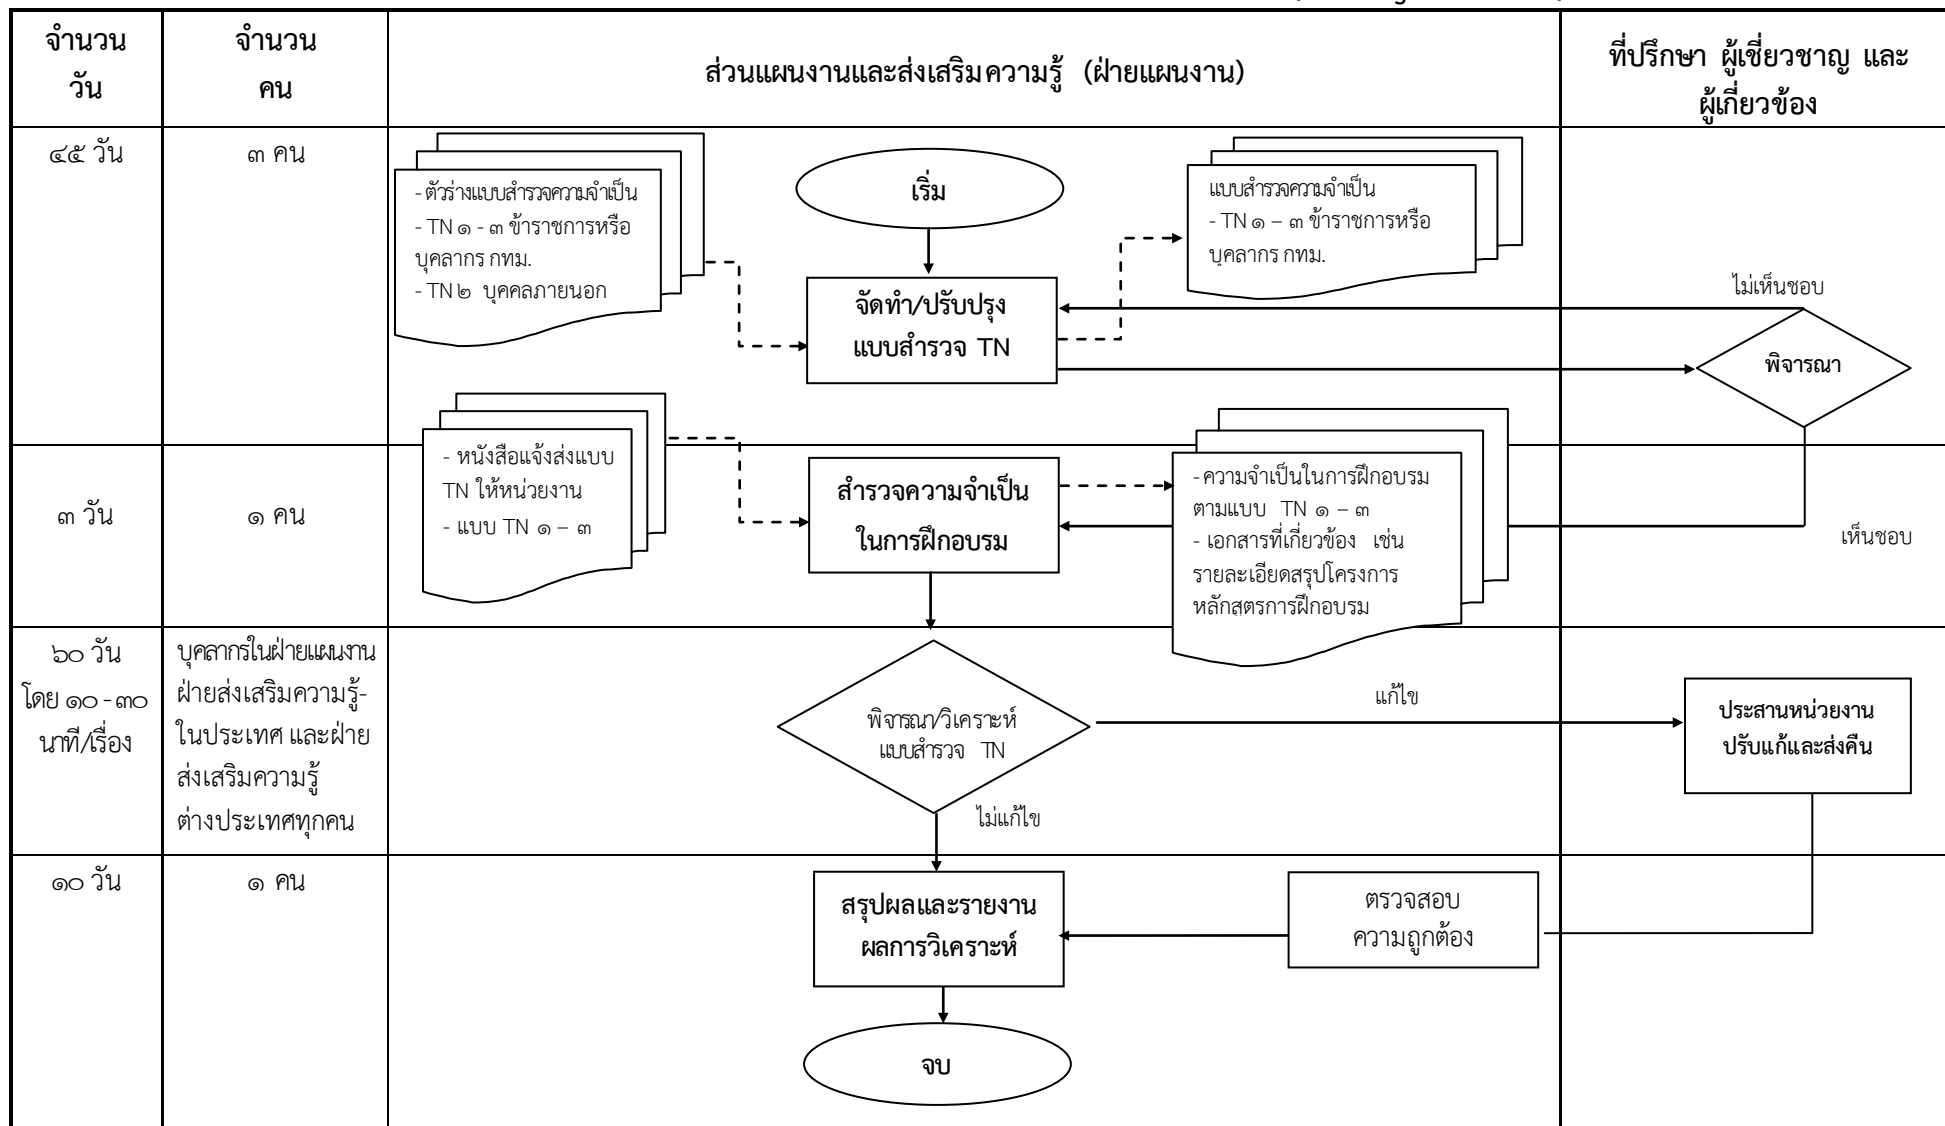 จำนวน
วัน
จำนวน
คน
ส่วนแผนงานและส่งเสริมความรู้ (ฝ่ายแผนงาน)
ที่ปรึกษา ผู้เชี่ยวชาญ และ
ผู้เกี่ยวข้อง
๔๕ วัน
๓ คน
- ตัวร่างแบบสำรวจความจำเป็น
- TN ๑ - ๓ ข้าราชการหรือ
บุคลากร กทม.
- TN ๒ บุคคลภายนอก
เริ่ม
แบบสำรวจความจำเป็น
- TN ๑ – ๓ ข้าราชการหรือ
บุคลากร กทม.
จัดทำ/ปรับปรุง
แบบสำรวจ TN
ไม่เห็นชอบ
พิจารณา
๓ วัน
๑ คน
- หนังสือแจ้งส่งแบบ
TN ให้หน่วยงาน
- แบบ TN ๑ – ๓
สำรวจความจำเป็น
ในการฝึกอบรม
- ความจำเป็นในการฝึกอบรม
ตามแบบ TN ๑ – ๓
- เอกสารที่เกี่ยวข้อง เช่น
รายละเอียดสรุปโครงการ
หลักสูตรการฝึกอบรม
เห็นชอบ
๖๐ วัน
โดย ๑๐ - ๓๐
นาที/เรื่อง
บุคลากรในฝ่ายแผนงาน
ฝ่ายส่งเสริมความรู้-
ในประเทศ และฝ่าย
ส่งเสริมความรู้
ต่างประเทศทุกคน
พิจารณา/วิเคราะห์
แบบสำรวจ TN
แก้ไข
ประสานหน่วยงาน
ปรับแก้และส่งคืน
ไม่แก้ไข
๑๐ วัน
๑ คน
สรุปผลและรายงาน
ผลการวิเคราะห์
ตรวจสอบ
ความถูกต้อง
จบ